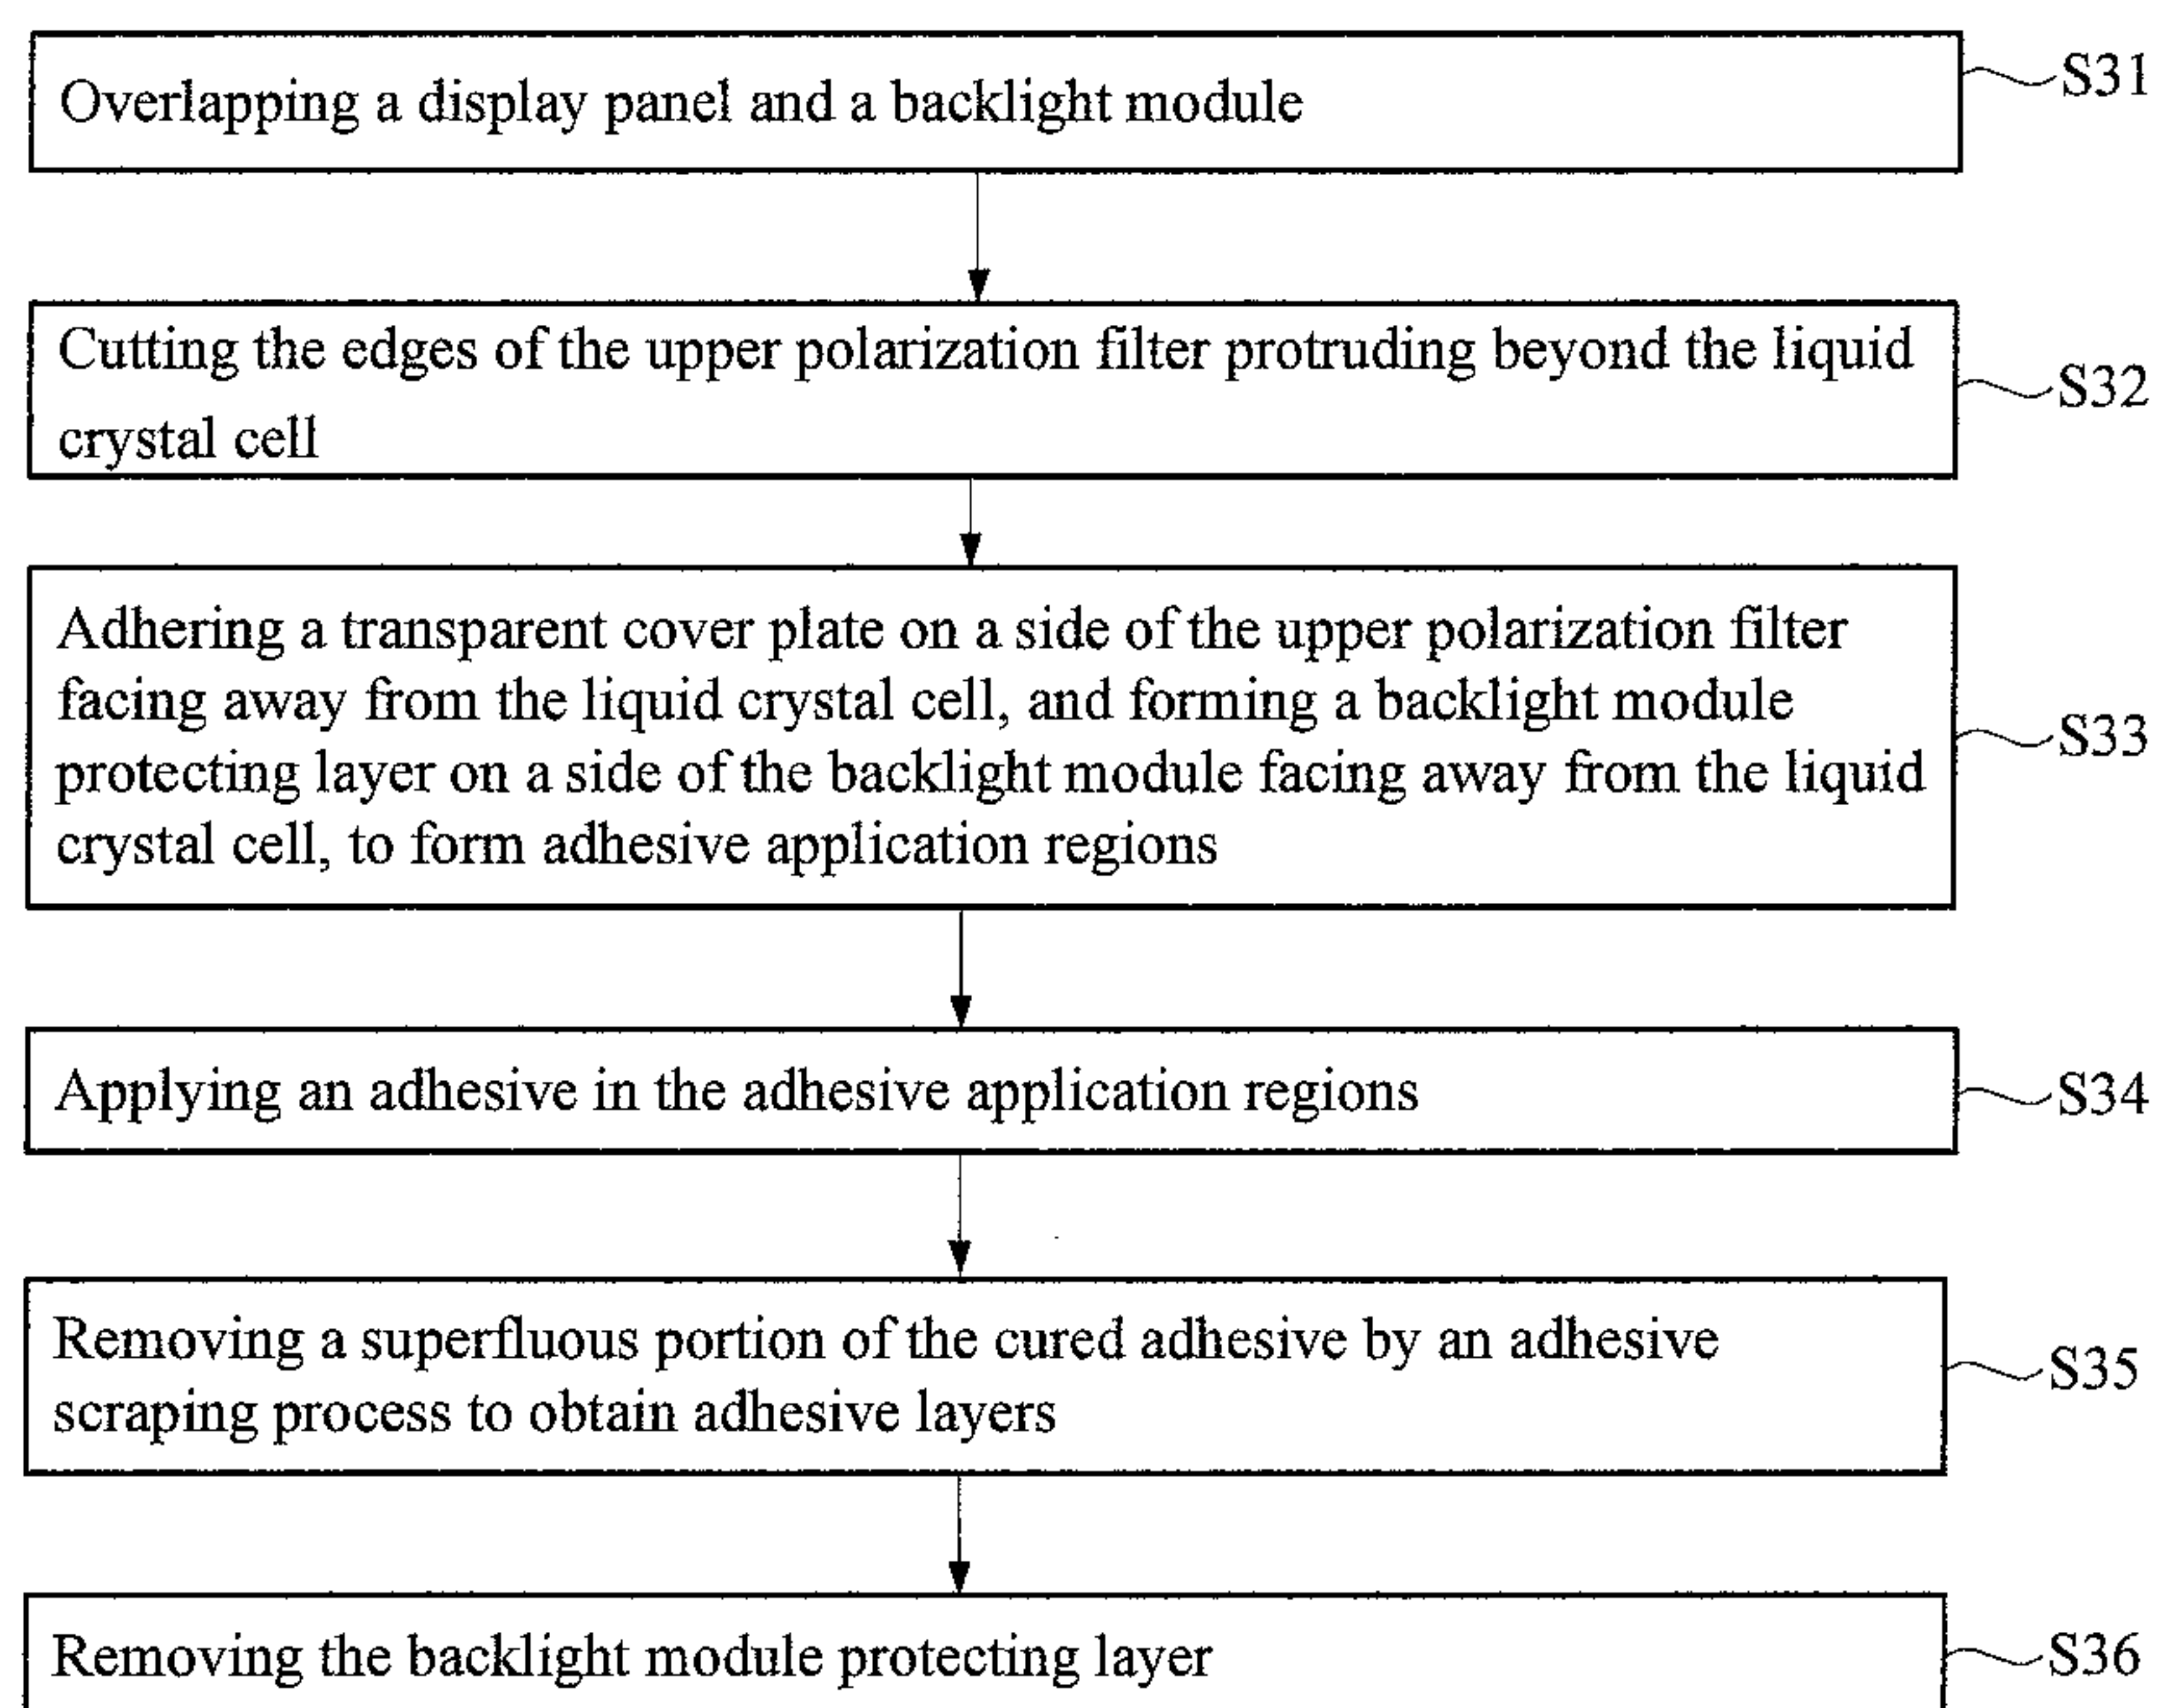 Overlapping a display panel and a backlight module
S31
Cutting the edges of the upper polarization filter protruding beyond the liquid
crystal cell
S32
Adhering a transparent cover plate on a side of the upper polarization filter
facing away from the liquid crystal cell, and forming a backlight module
protecting layer on a side of the backlight module facing away from the liquid
crystal cell, to form adhesive application regions
S33
Applying an adhesive in the adhesive application regions
S34
Removing a superfluous portion of the cured adhesive by an adhesive
scraping process to obtain adhesive layers
S35
Removing the backlight module protecting layer
S36